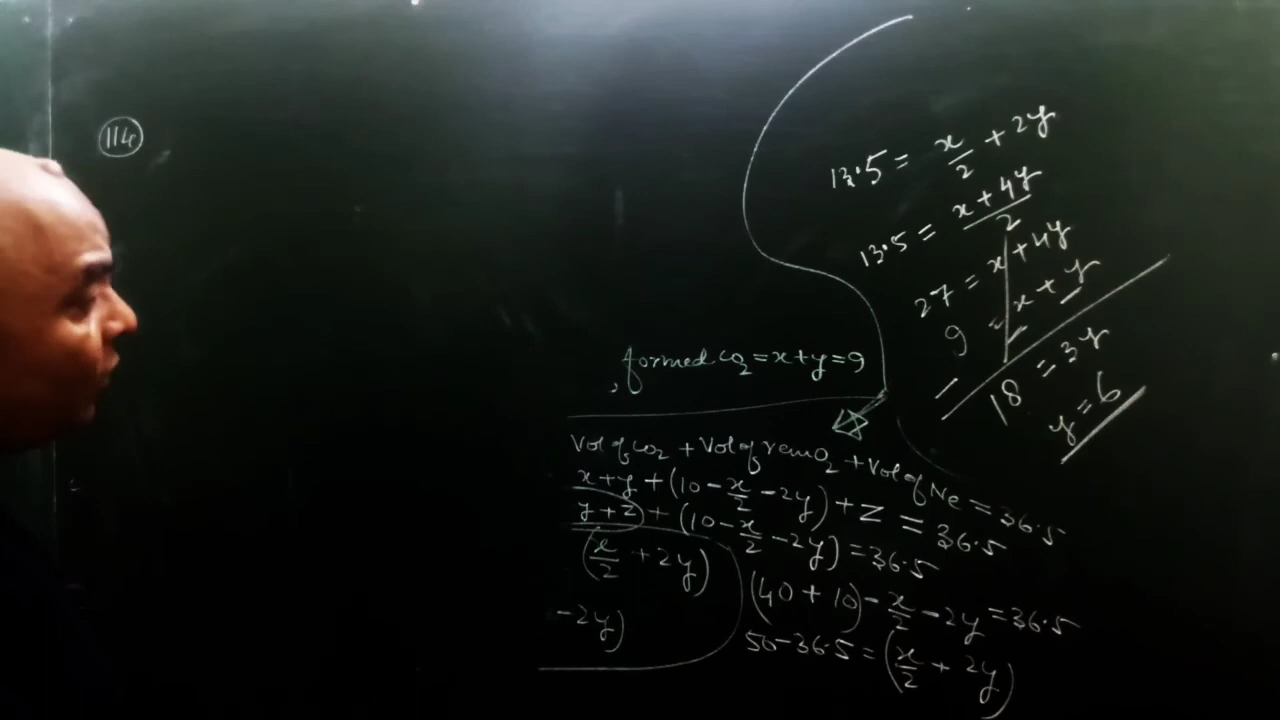 114
, formed CO2 = x+y = 9
Vol of CO2 + Vol of rem O2 + Vol of Ne = 36.5
x+y + (10 - x/2 - 2y) + z = 36.5
y+z) + (10 - x/2 - 2y) = 36.5
(x/2 + 2y)
- 2y)
(40 + 10) - x/2 - 2y = 36.5
50 - 36.5 = (x/2 + 2y)
13.5 = x/2 + 2y
13.5 = x + 4y/2
27 = x + 4y
9 = x + y
18 = 3y
y = 6